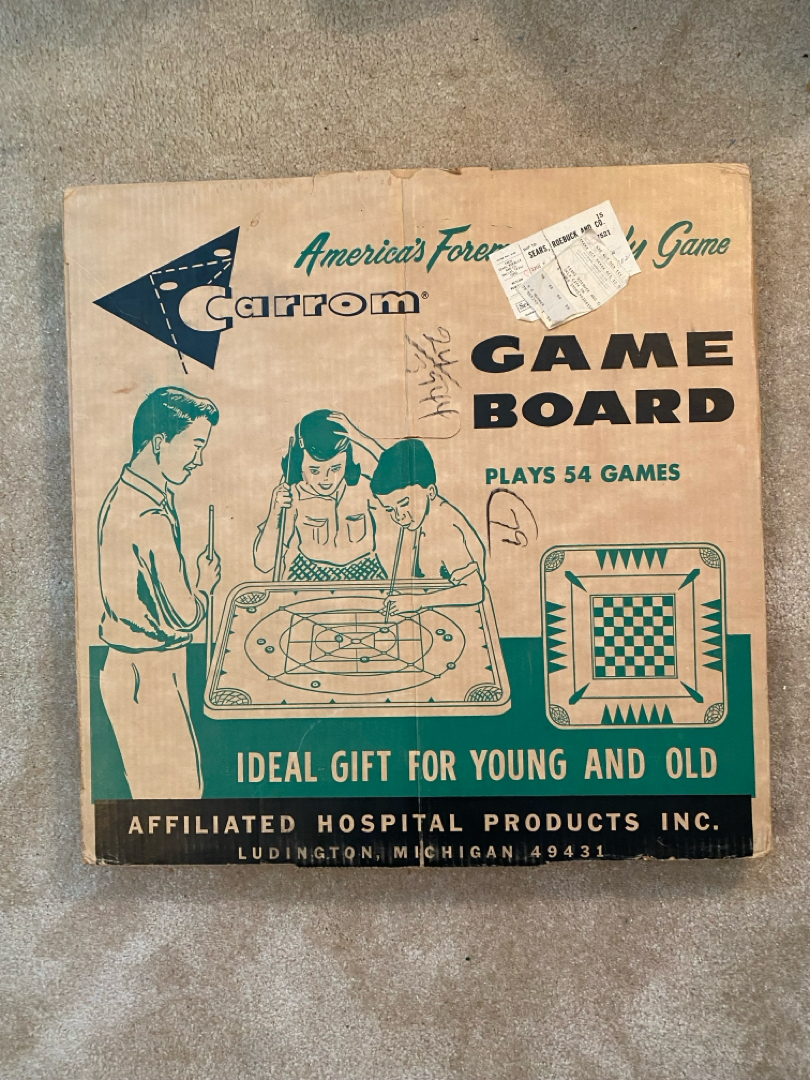 America's Forem ly Game
SEARS, ROEBUCK AND CO.
Carrom®
GAME
BOARD
PLAYS 54 GAMES
IDEAL GIFT FOR YOUNG AND OLD
AFFILIATED HOSPITAL PRODUCTS INC.
LUDINGTON, MICHIGAN 49431